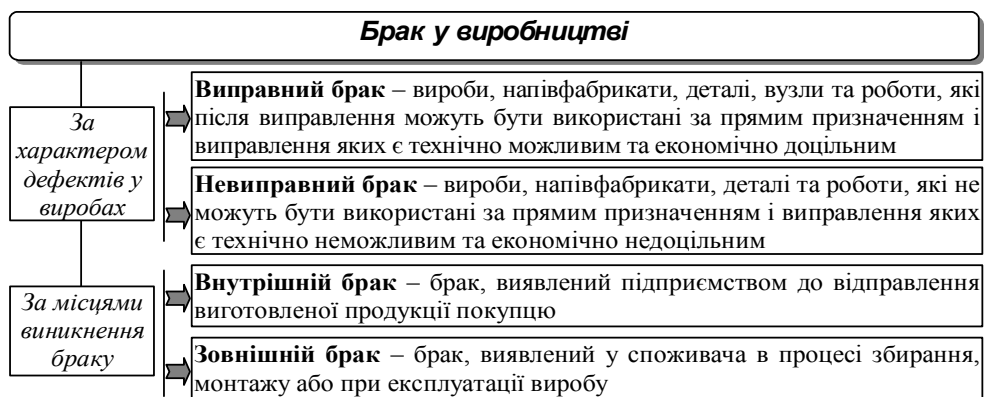 Брак у виробництві
За
характером
дефектів у
виробах
Виправний брак – вироби, напівфабрикати, деталі, вузли та роботи, які
після виправлення можуть бути використані за прямим призначенням і
виправлення яких є технічно можливим та економічно доцільним
Невиправний брак – вироби, напівфабрикати, деталі та роботи, які не
можуть бути використані за прямим призначенням і виправлення яких
є технічно неможливим та економічно недоцільним
За місцями
виникнення
браку
Внутрішній брак – брак, виявлений підприємством до відправлення
виготовленої продукції покупцю
Зовнішній брак – брак, виявлений у споживача в процесі збирання,
монтажу або при експлуатації виробу